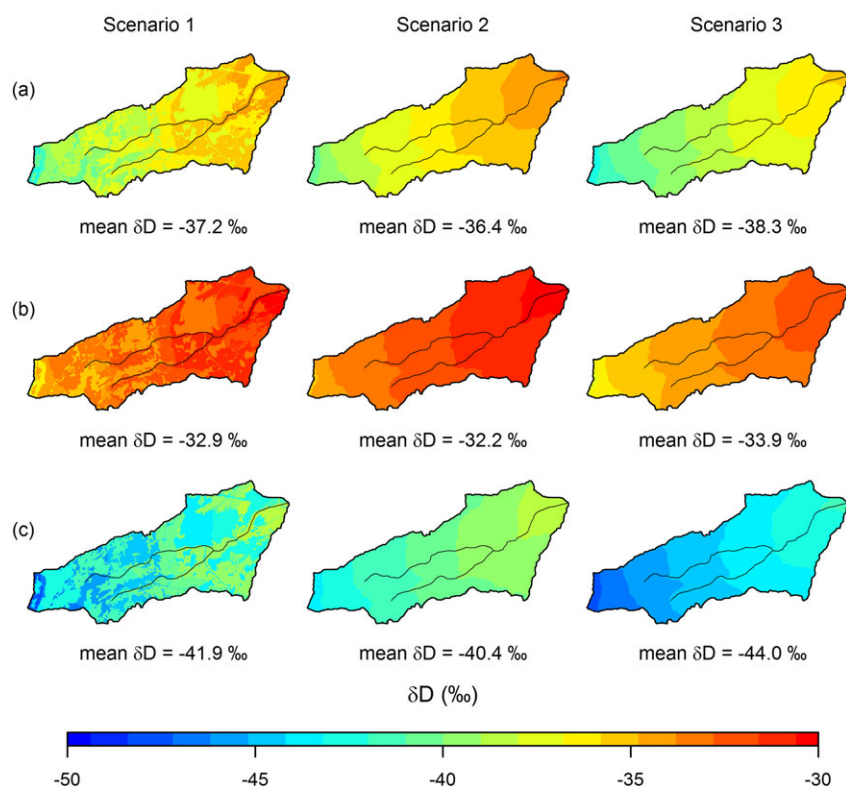 Scenario 1 Scenario 2 Scenario 3
(a)
mean δD = -37.2 ‰ mean δD = -36.4 ‰ mean δD = -38.3 ‰
(b)
mean δD = -32.9 ‰ mean δD = -32.2 ‰ mean δD = -33.9 ‰
(c)
mean δD = -41.9 ‰ mean δD = -40.4 ‰ mean δD = -44.0 ‰
δD (‰)
-50 -45 -40 -35 -30